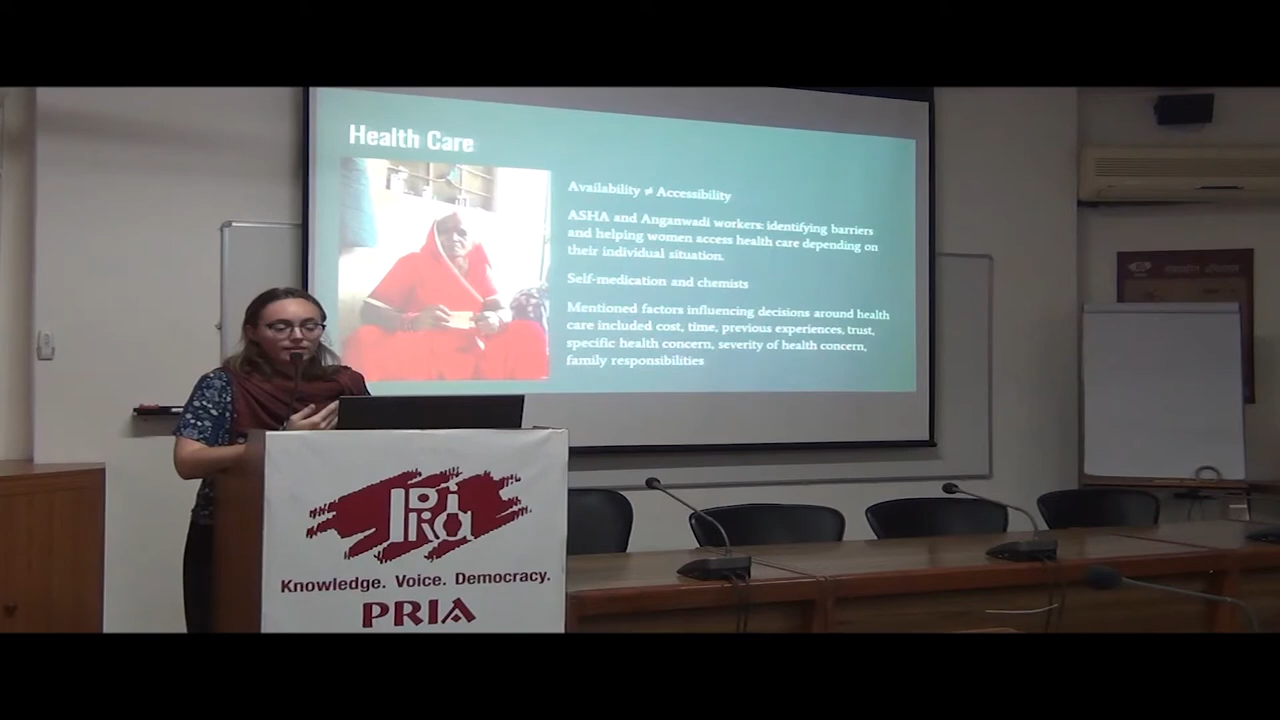 Health Care
Availability ≠ Accessibility
ASHA and Anganwadi workers: identifying barriers
and helping women access health care depending on
their individual situation.
Self-medication and chemists
Mentioned factors influencing decisions around health
care included cost, time, previous experiences, trust,
specific health concern, severity of health concern,
family responsibilities
Knowledge. Voice. Democracy.
PRIA